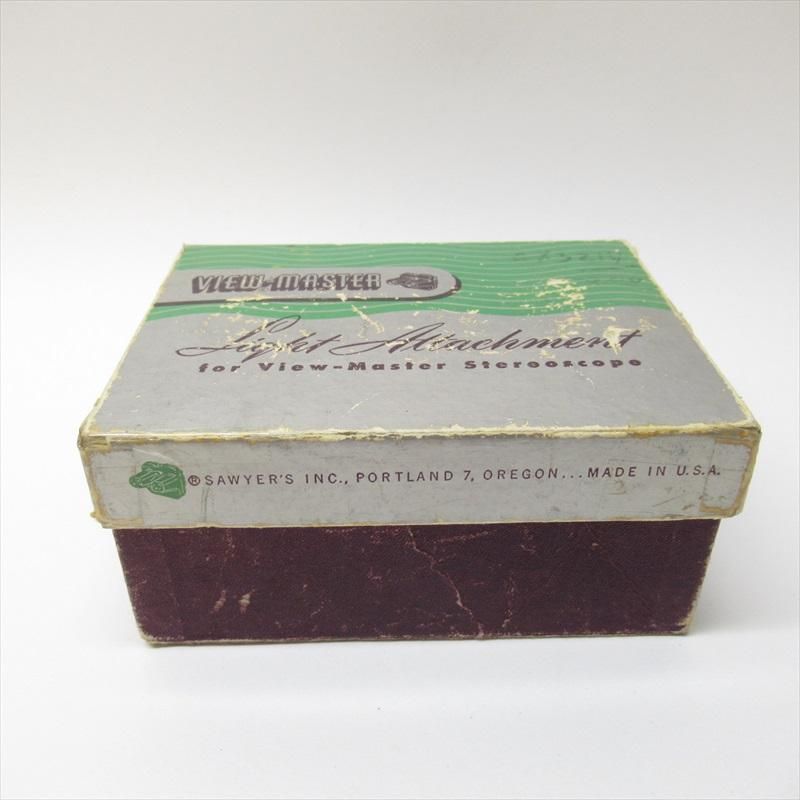 VIEW-MASTER
Light Attachment
for View-Master Stereoscope
® SAWYER'S INC., PORTLAND 7, OREGON... MADE IN U.S.A.